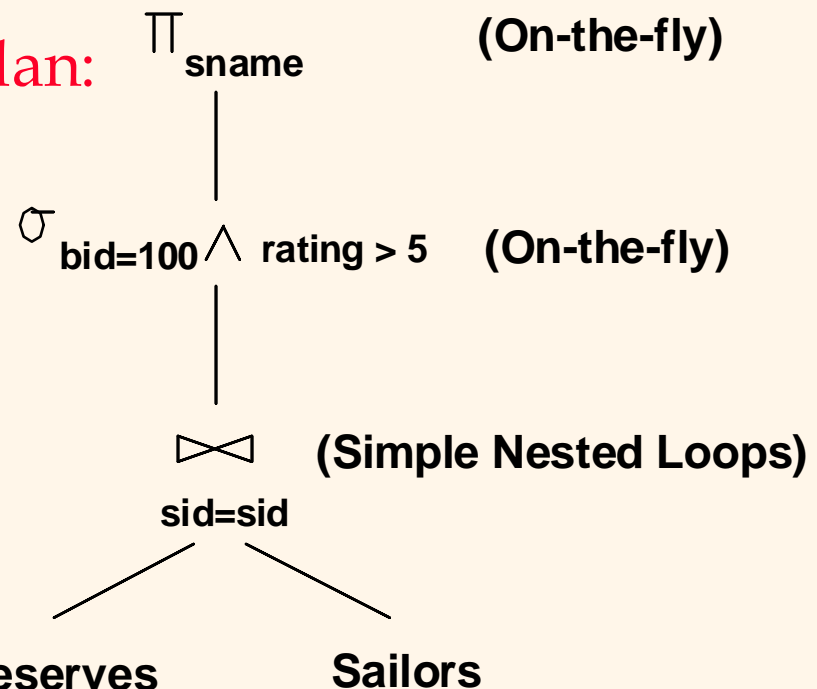 ∏ sname (On-the-fly)
lan:
σ bid=100 ∧ rating > 5 (On-the-fly)
⋈ (Simple Nested Loops)
sid=sid
eserves Sailors